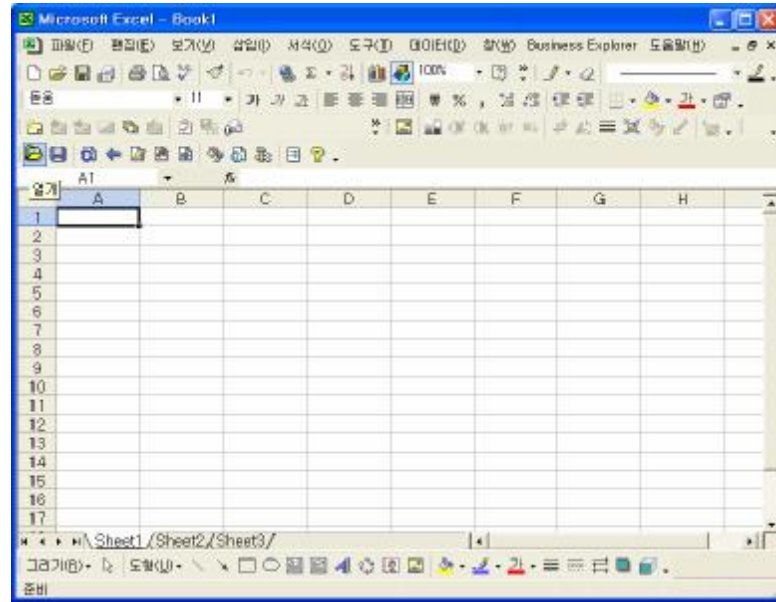 Microsoft Excel - Book1
파일(F) 편집(E) 보기(V) 삽입(I) 서식(O) 도구(T) 데이터(D) 창(W) Business Explorer 도움말(H)
100%
돋움 11 가 가 가 % ,
A1 fx
열기
A B C D E F G H
1
2
3
4
5
6
7
8
9
10
11
12
13
14
15
16
17
Sheet1 Sheet2 Sheet3
그리기(R) 도형(U)
준비